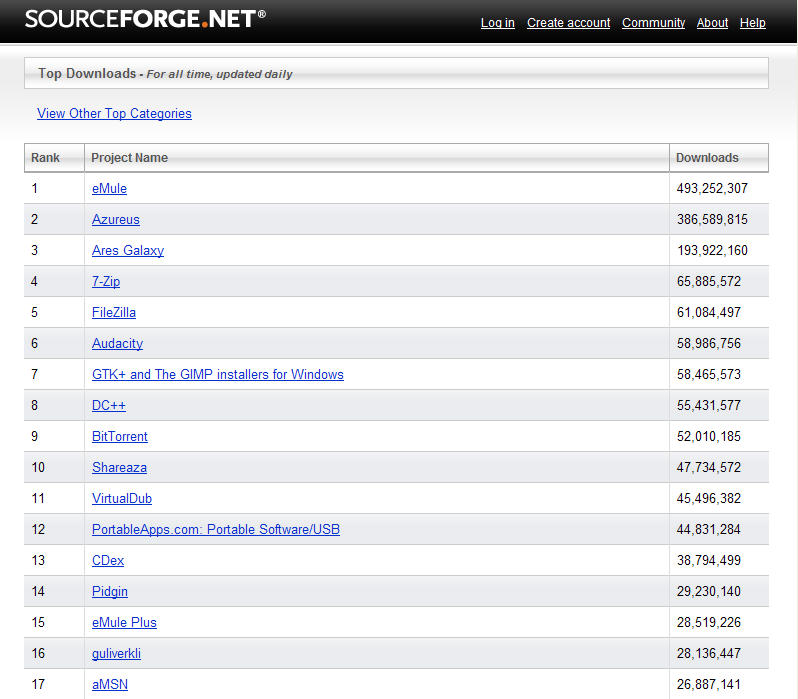 SOURCEFORGE.NET®
Log in Create account Community About Help
Top Downloads - For all time, updated daily
View Other Top Categories
Rank Project Name Downloads
1 eMule 493,252,307
2 Azureus 386,589,815
3 Ares Galaxy 193,922,160
4 7-Zip 65,885,572
5 FileZilla 61,084,497
6 Audacity 58,986,756
7 GTK+ and The GIMP installers for Windows 58,465,573
8 DC++ 55,431,577
9 BitTorrent 52,010,185
10 Shareaza 47,734,572
11 VirtualDub 45,496,382
12 PortableApps.com: Portable Software/USB 44,831,284
13 CDex 38,794,499
14 Pidgin 29,230,140
15 eMule Plus 28,519,226
16 guliverkli 28,136,447
17 aMSN 26,887,141